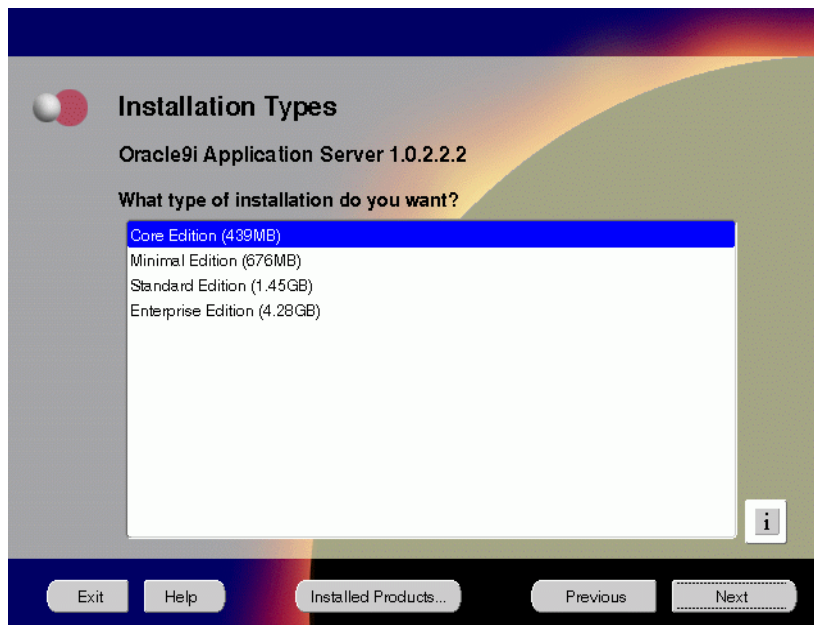 Installation Types
Oracle9i Application Server 1.0.2.2.2
What type of installation do you want?
Core Edition (439MB)
Minimal Edition (676MB)
Standard Edition (1.45GB)
Enterprise Edition (4.28GB)
i
Exit
Help
Installed Products...
Previous
Next